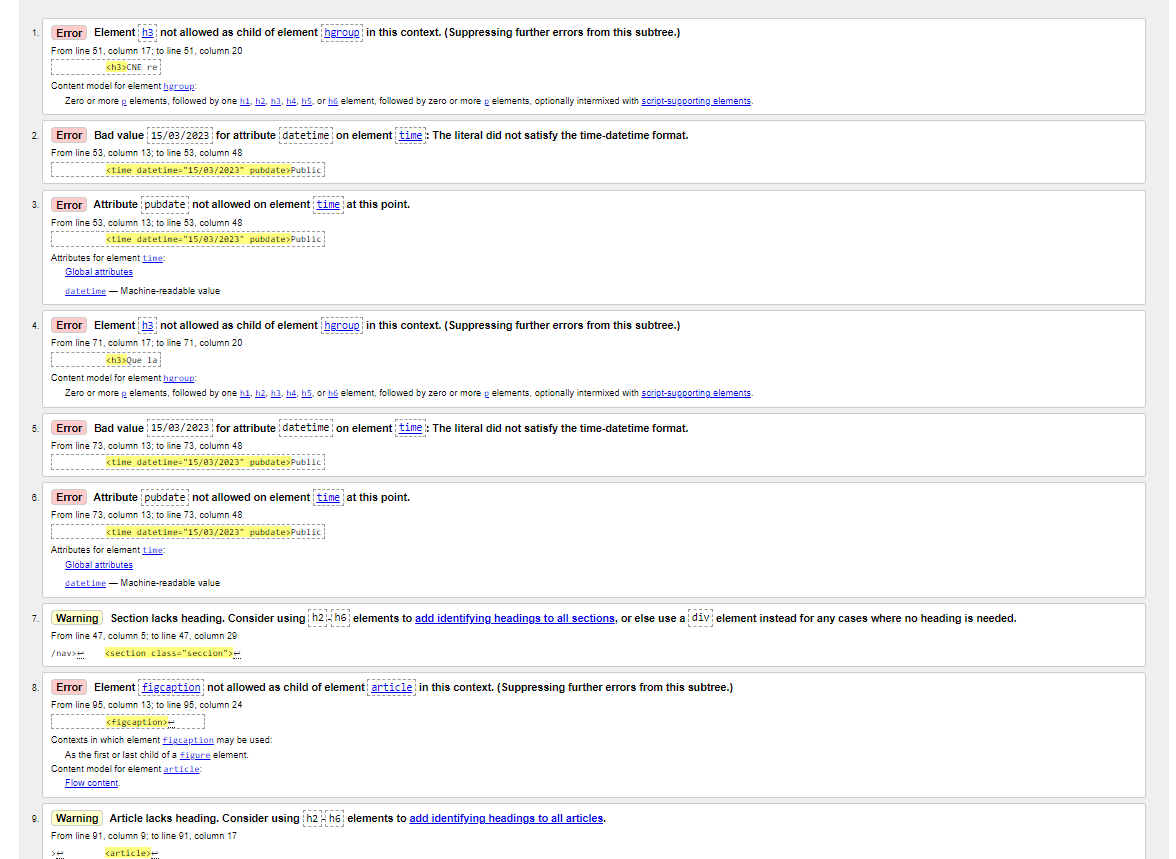 1. Error Element h3 not allowed as child of element hgroup in this context. (Suppressing further errors from this subtree.)
From line 51, column 17; to line 51, column 20
<h3>CNE re
Content model for element hgroup:
Zero or more p elements, followed by one h1, h2, h3, h4, h5, or h6 element, followed by zero or more p elements, optionally intermixed with script-supporting elements.
2. Error Bad value 15/03/2023 for attribute datetime on element time: The literal did not satisfy the time-datetime format.
From line 53, column 13; to line 53, column 48
<time datetime="15/03/2023" pubdate>Public
3. Error Attribute pubdate not allowed on element time at this point.
From line 53, column 13; to line 53, column 48
<time datetime="15/03/2023" pubdate>Public
Attributes for element time:
Global attributes
datetime — Machine-readable value
4. Error Element h3 not allowed as child of element hgroup in this context. (Suppressing further errors from this subtree.)
From line 71, column 17; to line 71, column 20
<h3>Que la
Content model for element hgroup:
Zero or more p elements, followed by one h1, h2, h3, h4, h5, or h6 element, followed by zero or more p elements, optionally intermixed with script-supporting elements.
5. Error Bad value 15/03/2023 for attribute datetime on element time: The literal did not satisfy the time-datetime format.
From line 73, column 13; to line 73, column 48
<time datetime="15/03/2023" pubdate>Public
6. Error Attribute pubdate not allowed on element time at this point.
From line 73, column 13; to line 73, column 48
<time datetime="15/03/2023" pubdate>Public
Attributes for element time:
Global attributes
datetime — Machine-readable value
7. Warning Section lacks heading. Consider using h2-h6 elements to add identifying headings to all sections, or else use a div element instead for any cases where no heading is needed.
From line 47, column 5; to line 47, column 29
/nav>↩ <section class="seccion">↩
8. Error Element figcaption not allowed as child of element article in this context. (Suppressing further errors from this subtree.)
From line 95, column 13; to line 95, column 24
<figcaption>↩
Contexts in which element figcaption may be used:
As the first or last child of a figure element.
Content model for element article:
Flow content.
9. Warning Article lacks heading. Consider using h2-h6 elements to add identifying headings to all articles.
From line 91, column 9; to line 91, column 17
>↩ <article>↩